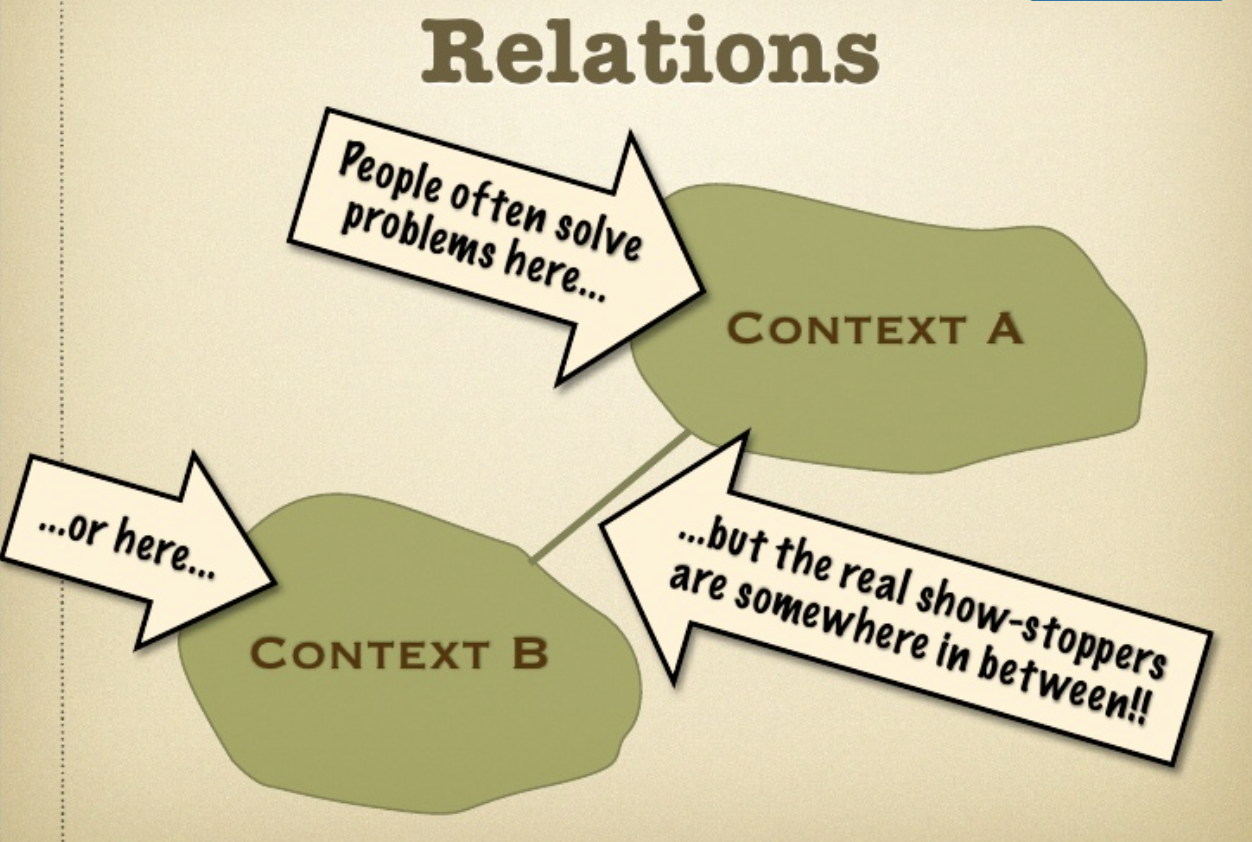 Relations
People often solve
problems here...
CONTEXT A
...or here...
...but the real show-stoppers
are somewhere in between!!
CONTEXT B